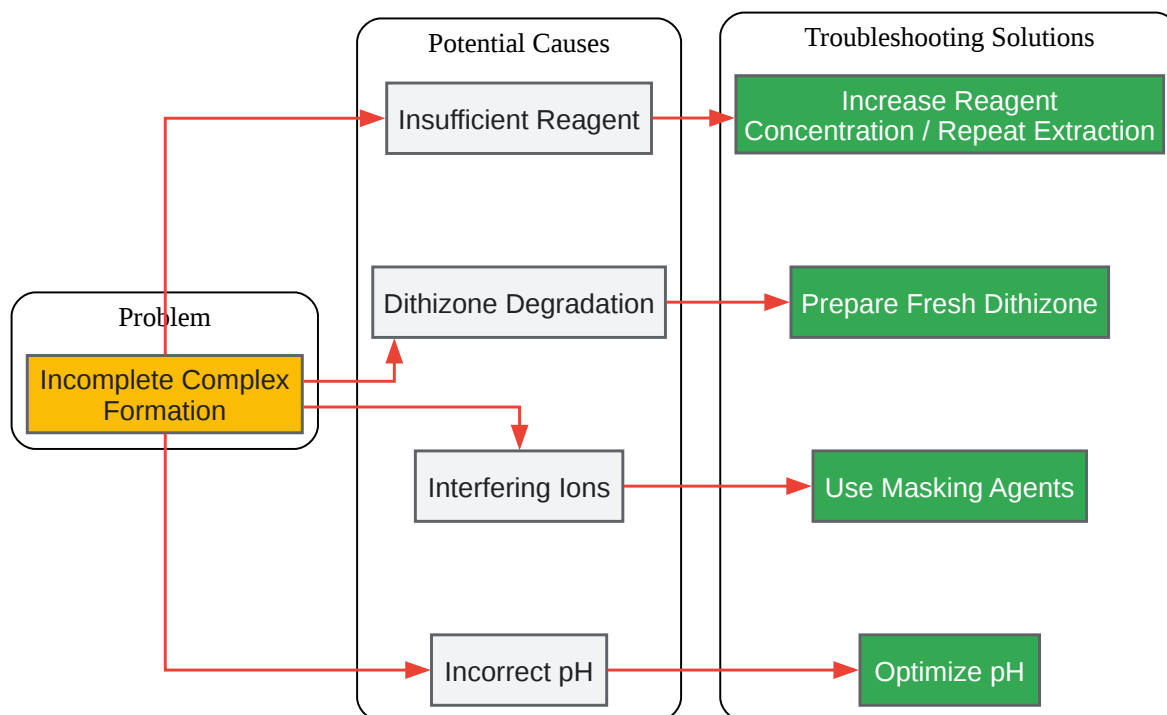 Potential Causes
Troubleshooting Solutions
Insufficient Reagent
Increase Reagent
Concentration / Repeat Extraction
Problem
Dithizone Degradation
Prepare Fresh Dithizone
Incomplete Complex
Formation
Interfering Ions
Use Masking Agents
Incorrect pH
Optimize pH